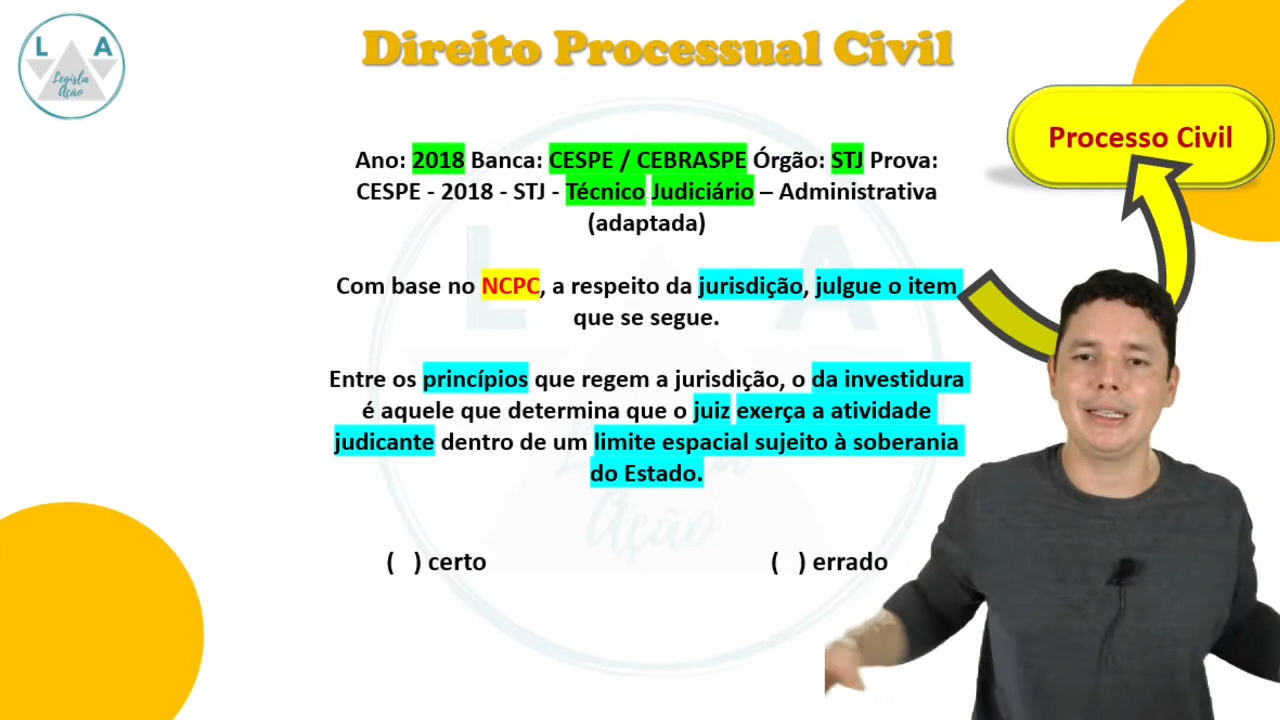 L A
Legisla
Ação
Direito Processual Civil
Processo Civil
Ano: 2018 Banca: CESPE / CEBRASPE Órgão: STJ Prova:
CESPE - 2018 - STJ - Técnico Judiciário – Administrativa
(adaptada)
Com base no NCPC, a respeito da jurisdição, julgue o item
que se segue.
Entre os princípios que regem a jurisdição, o da investidura
é aquele que determina que o juiz exerça a atividade
judicante dentro de um limite espacial sujeito à soberania
do Estado.
( ) certo
( ) errado
L A
Legisla
Ação